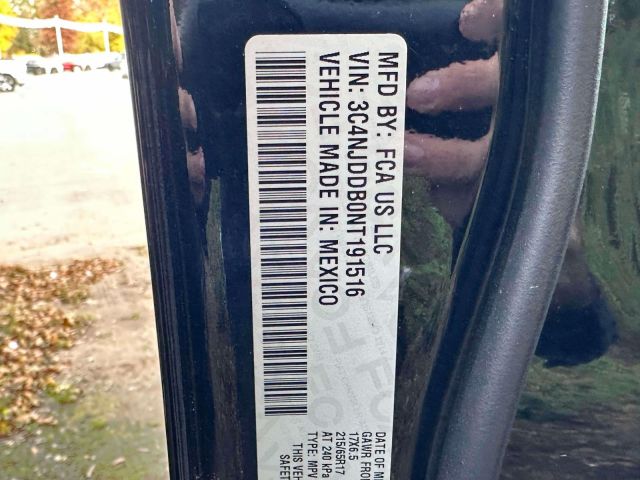 MFD BY: FCA US LLC
VIN: 3C4NJDDB0NT191516
VEHICLE MADE IN: MEXICO
DATE OF M
GAWR FRO
17X6.5
215/65R17
AT 240 kPa
TYPE: MPV
THIS VEHI
SAFET